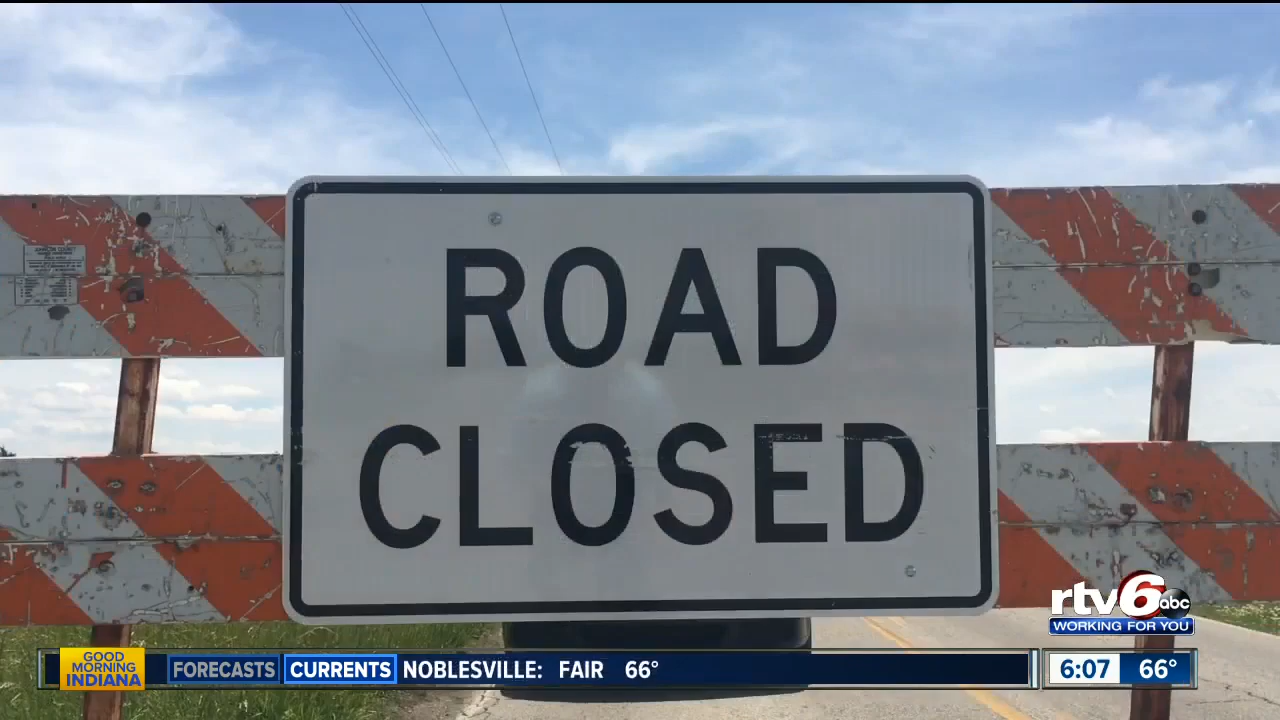 ROAD
CLOSED
rtv6 abc
WORKING FOR YOU
GOOD
MORNING
INDIANA
FORECASTS
CURRENTS
NOBLESVILLE: FAIR 66°
6:07
66°